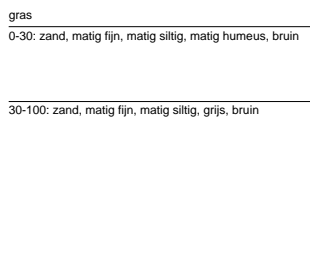 gras
0-30: zand, matig fijn, matig siltig, matig humeus, bruin
30-100: zand, matig fijn, matig siltig, grijs, bruin